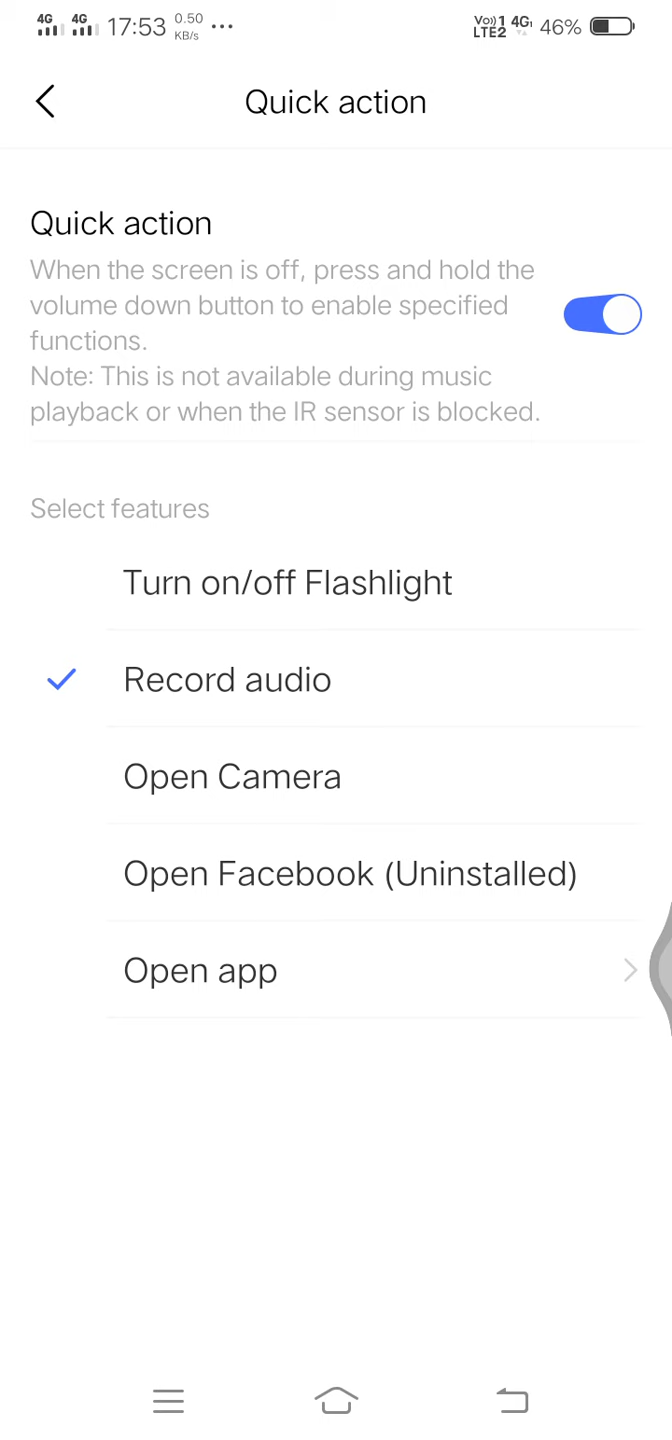 4G 4G 17:53 0.50 KB/s ... Vo))1 LTE2 4G 46%
Quick action
Quick action
When the screen is off, press and hold the
volume down button to enable specified
functions.
Note: This is not available during music
playback or when the IR sensor is blocked.
Select features
Turn on/off Flashlight
Record audio
Open Camera
Open Facebook (Uninstalled)
Open app